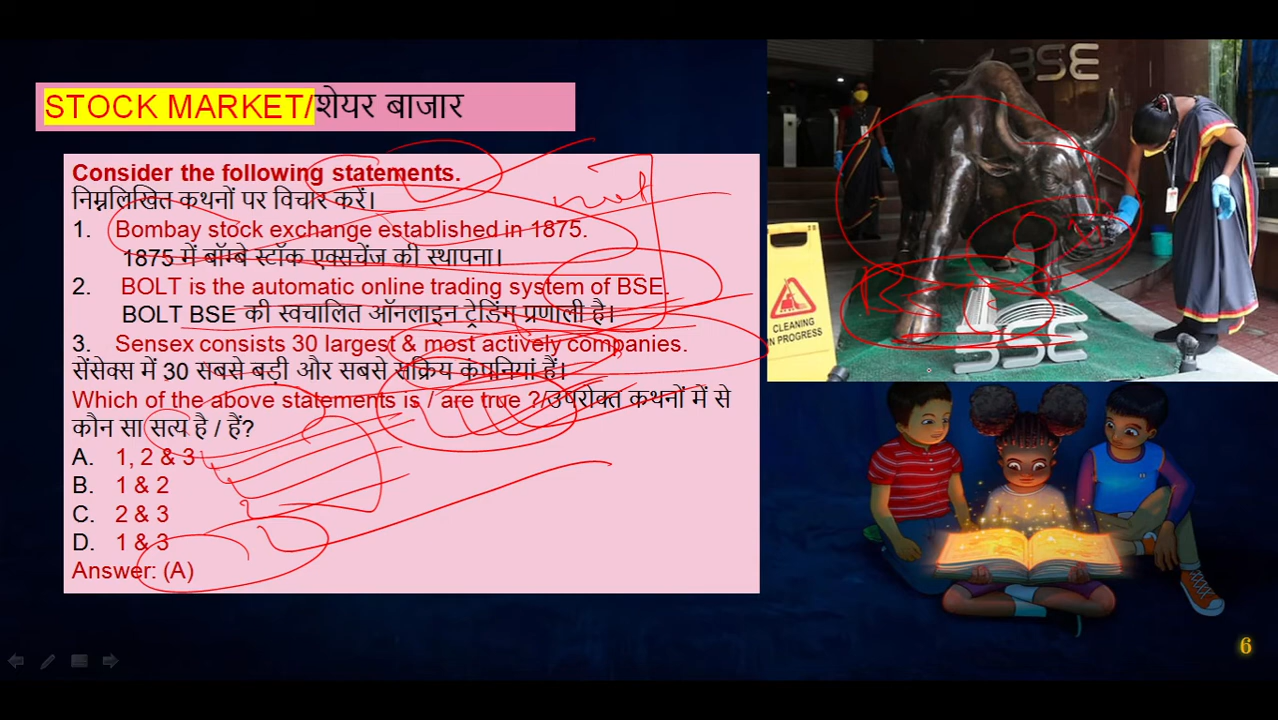 STOCK MARKET/शेयर बाजार
BSE
Consider the following statements.
निम्नलिखित कथनों पर विचार करें।
1. Bombay stock exchange established in 1875.
1875 में बॉम्बे स्टॉक एक्सचेंज की स्थापना।
2. BOLT is the automatic online trading system of BSE.
BOLT BSE की स्वचालित ऑनलाइन ट्रेडिंग प्रणाली है।
3. Sensex consists 30 largest & most actively companies.
सेंसेक्स में 30 सबसे बड़ी और सबसे सक्रिय कंपनियां हैं।
Which of the above statements is / are true ?/उपरोक्त कथनों में से
कौन सा सत्य है / हैं?
A. 1, 2 & 3
B. 1 & 2
C. 2 & 3
D. 1 & 3
Answer: (A)
CLEANING
IN PROGRESS
BSE
6